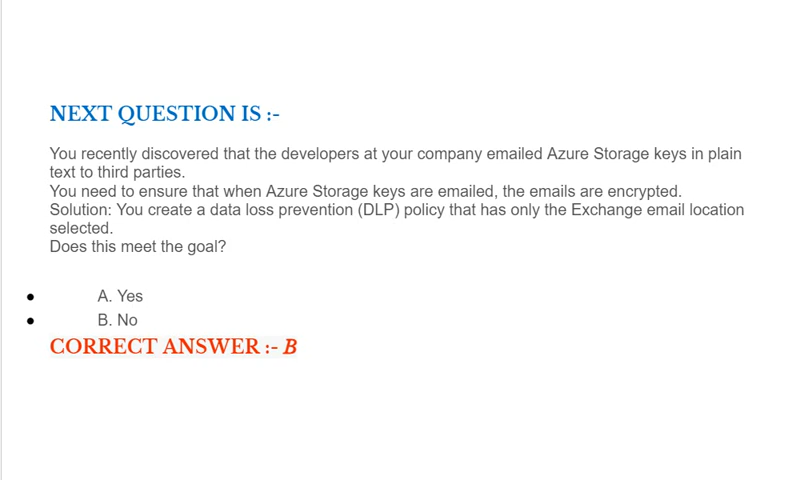 NEXT QUESTION IS :-
You recently discovered that the developers at your company emailed Azure Storage keys in plain
text to third parties.
You need to ensure that when Azure Storage keys are emailed, the emails are encrypted.
Solution: You create a data loss prevention (DLP) policy that has only the Exchange email location
selected.
Does this meet the goal?
A. Yes
B. No
CORRECT ANSWER :- B